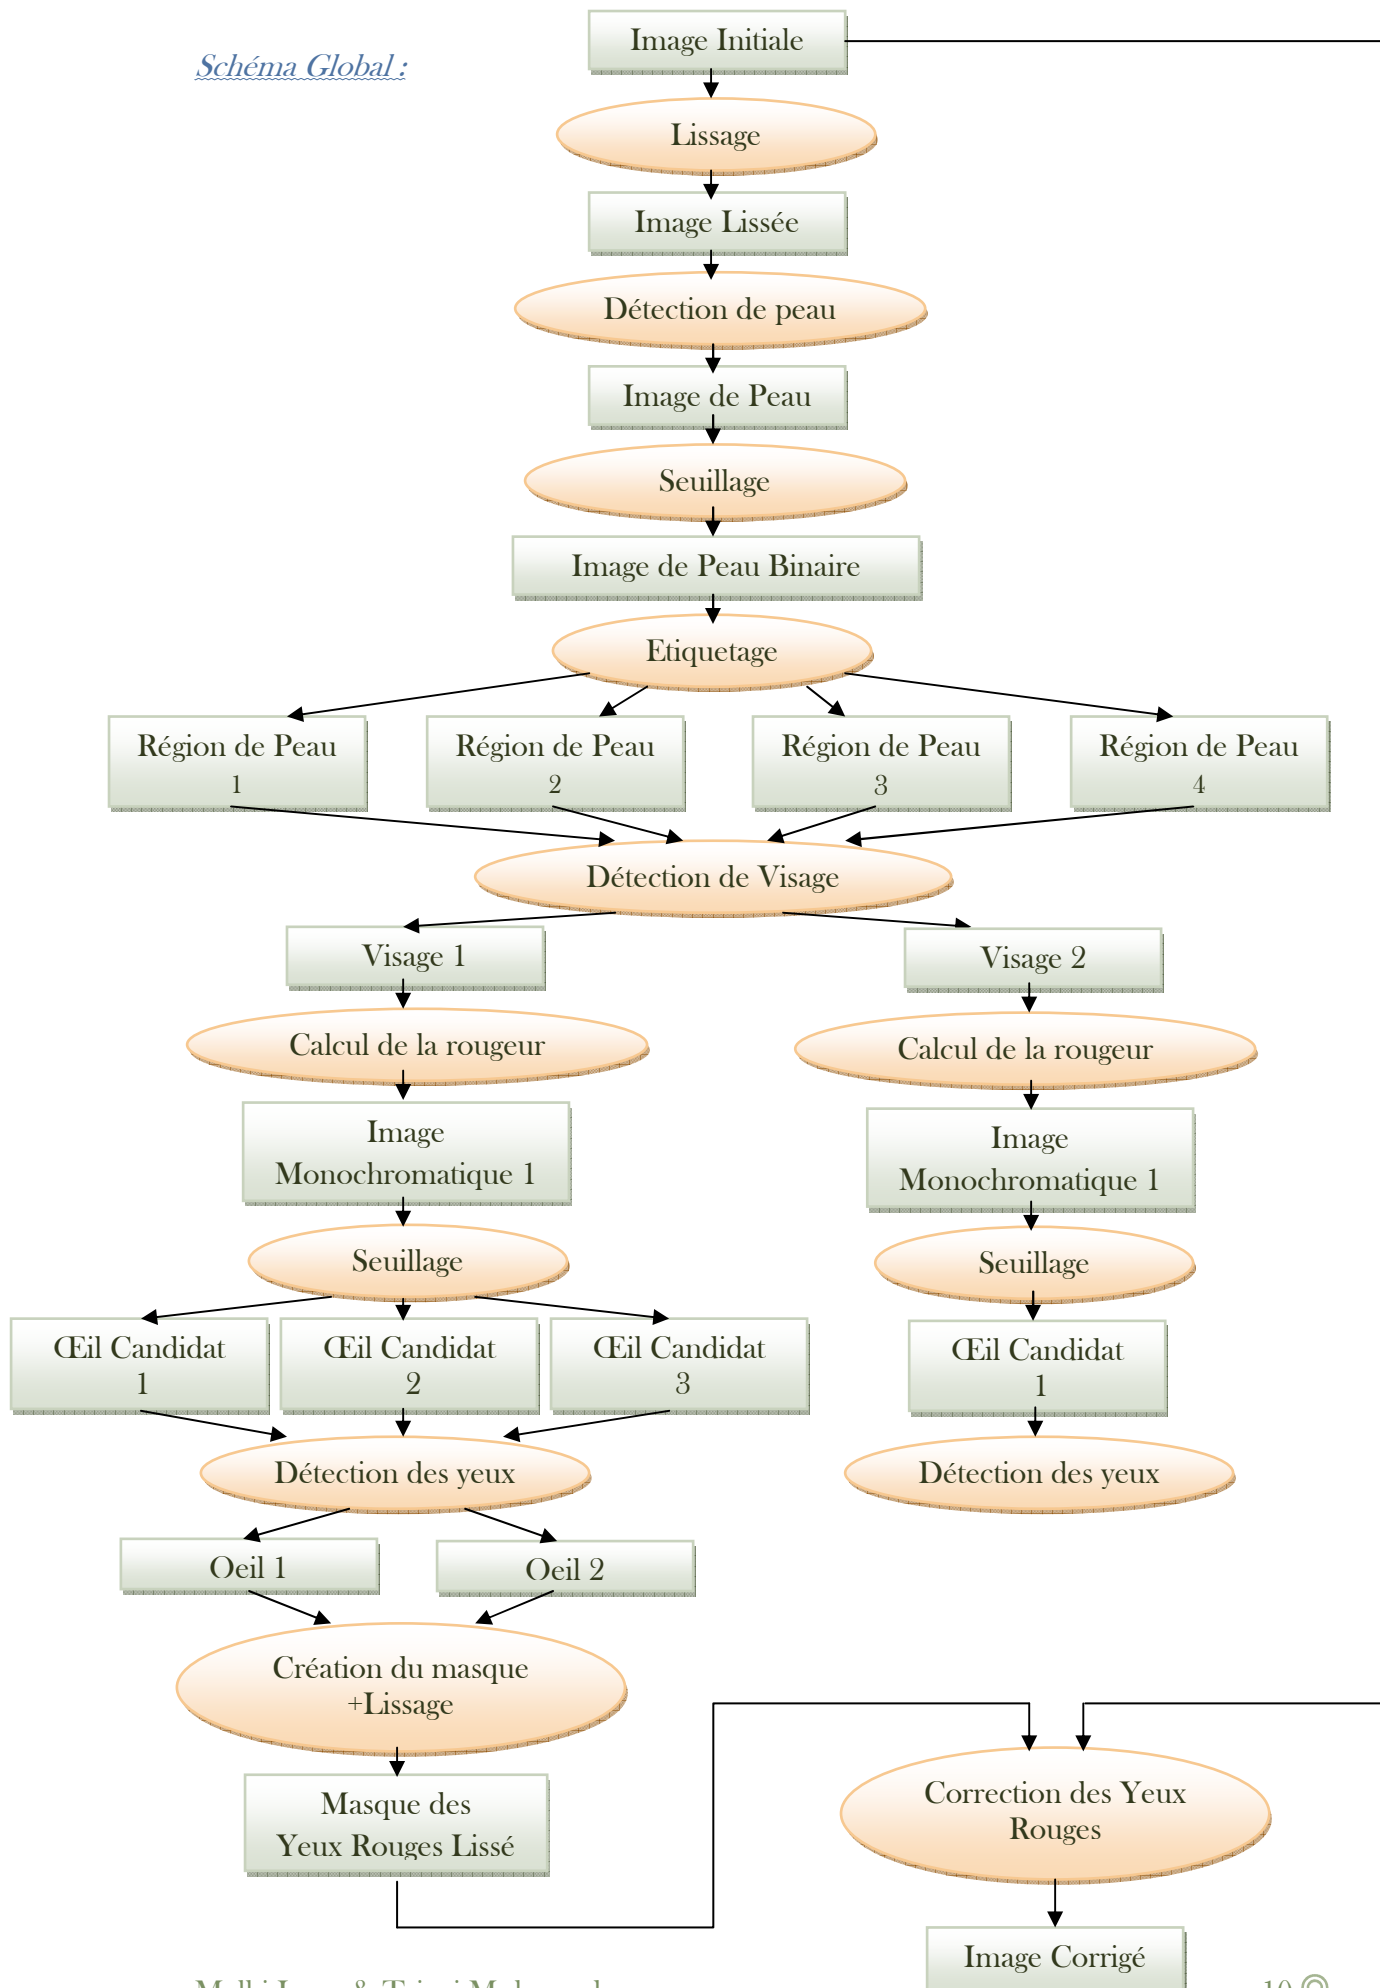 Schéma Global :
Image Initiale
Lissage
Image Lissée
Détection de peau
Image de Peau
Seuillage
Image de Peau Binaire
Etiquetage
Région de Peau
1
Région de Peau
2
Région de Peau
3
Région de Peau
4
Détection de Visage
Visage 1
Visage 2
Calcul de la rougeur
Calcul de la rougeur
Image
Monochromatique 1
Image
Monochromatique 1
Seuillage
Seuillage
Œil Candidat
1
Œil Candidat
2
Œil Candidat
3
Œil Candidat
1
Détection des yeux
Détection des yeux
Oeil 1
Oeil 2
Création du masque
+Lissage
Masque des
Yeux Rouges Lissé
Correction des Yeux
Rouges
Image Corrigé
10